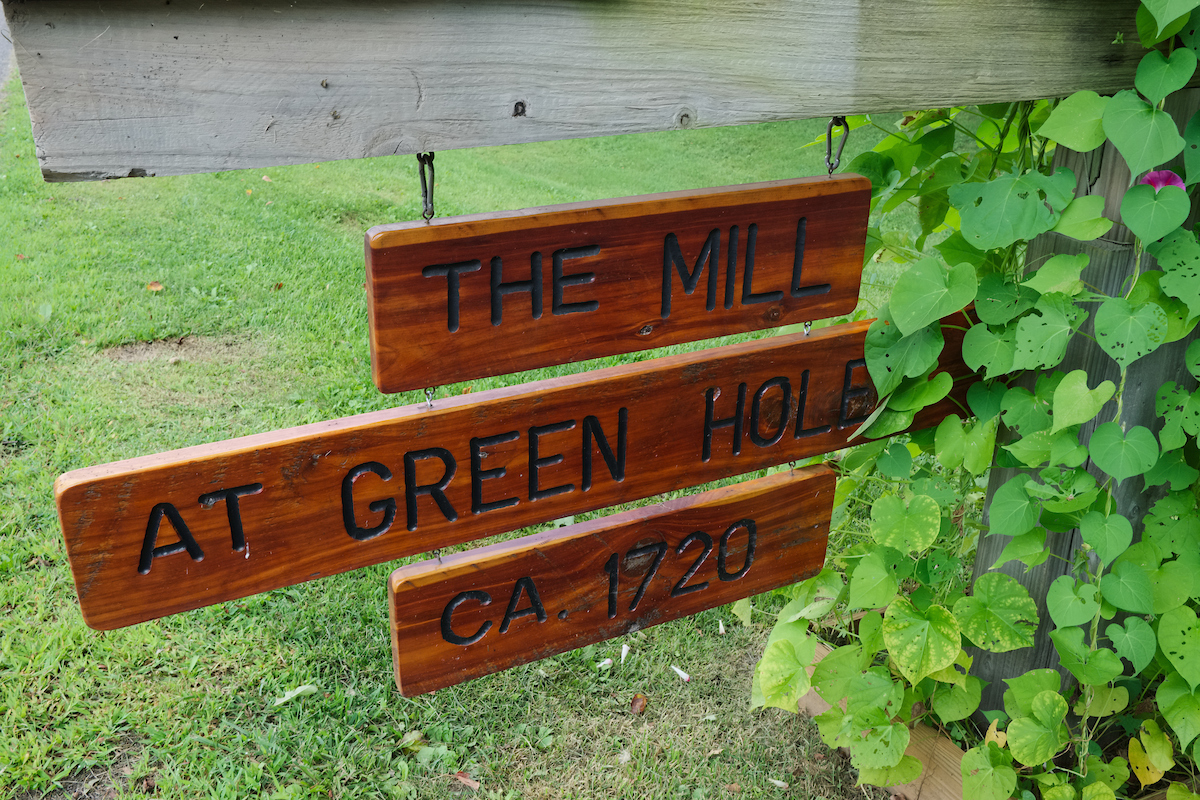 THE MILL
AT GREEN HOLE
CA. 1720